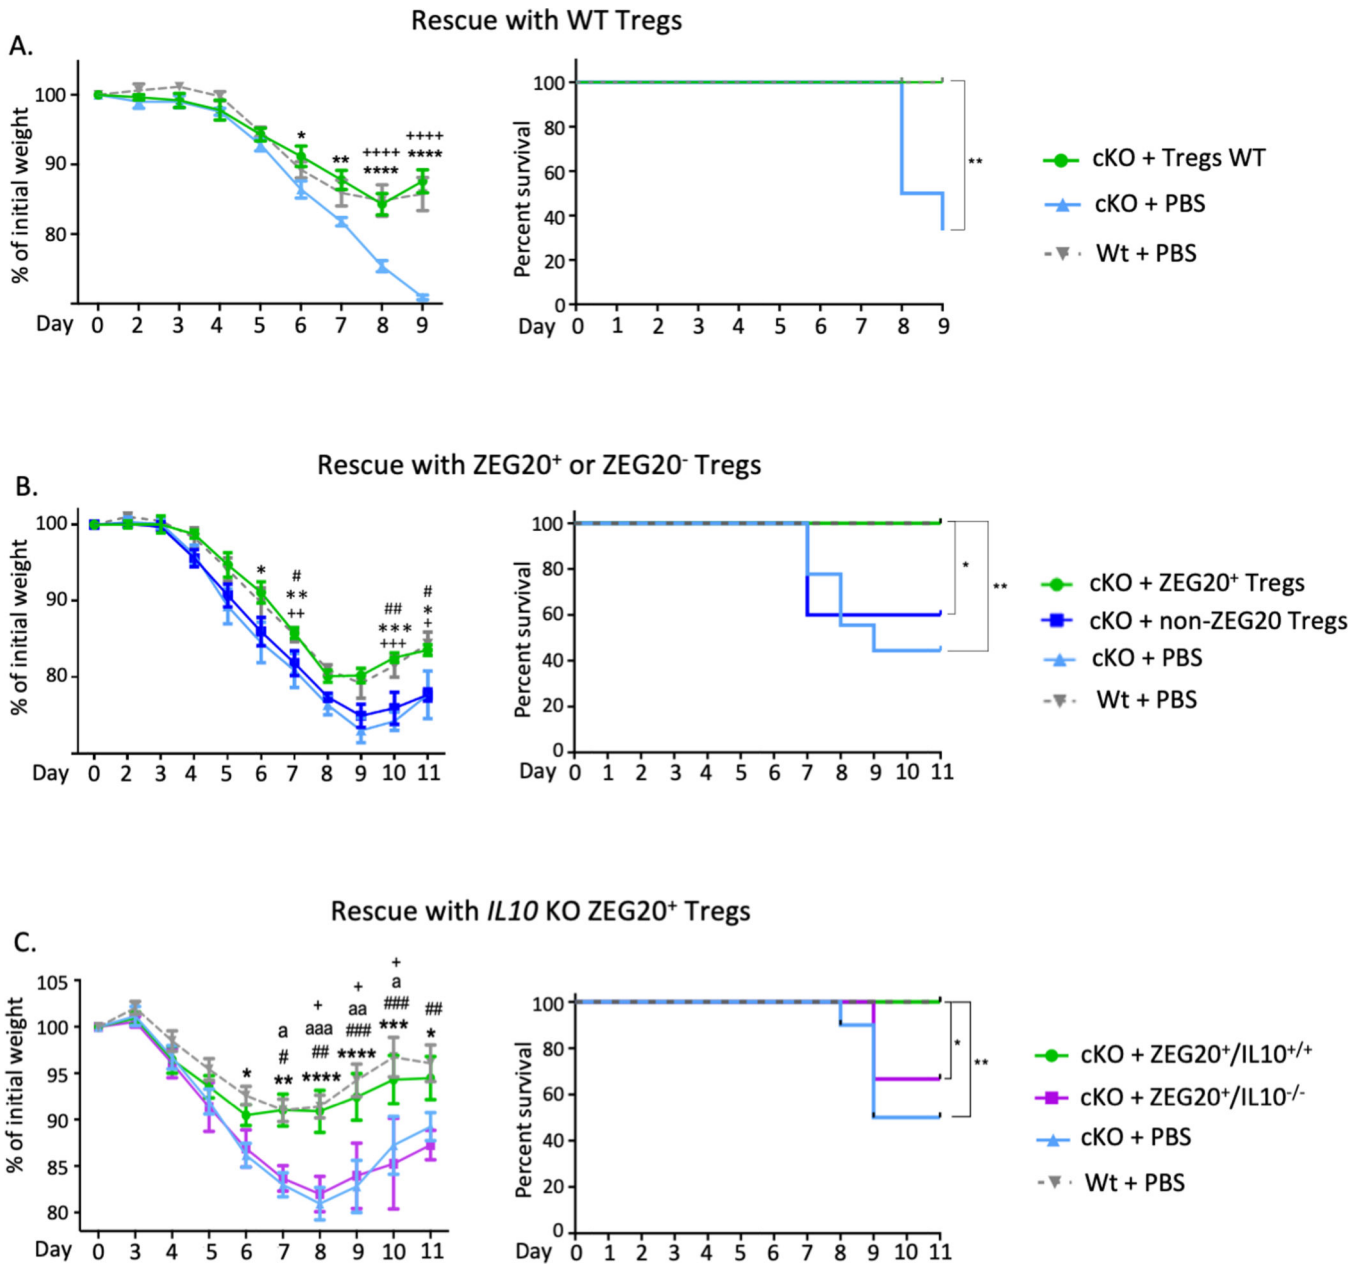 Rescue with WT Tregs
A.
% of initial weight
100
90
80
* ** ++++ ++++
**** ****
Day 0 2 3 4 5 6 7 8 9
Percent survival
100
80
60
40
20
0
Day 0 1 2 3 4 5 6 7 8 9
**
cKO + Tregs WT
cKO + PBS
Wt + PBS
Rescue with ZEG20+ or ZEG20- Tregs
B.
% of initial weight
100
90
80
*
#
**
++
##
***
+++
#
*
+
Day 0 2 3 4 5 6 7 8 9 10 11
Percent survival
100
80
60
40
20
0
Day 0 1 2 3 4 5 6 7 8 9 10 11
*
**
cKO + ZEG20+ Tregs
cKO + non-ZEG20 Tregs
cKO + PBS
Wt + PBS
Rescue with IL10 KO ZEG20+ Tregs
C.
% of initial weight
105
100
95
90
85
80
*
a
#
**
+
aaa
##
****
+
aa
###
****
+
a
###
***
##
*
Day 0 3 4 5 6 7 8 9 10 11
Percent survival
100
80
60
40
20
0
Day 0 1 2 3 4 5 6 7 8 9 10 11
*
**
cKO + ZEG20+/IL10+/+
cKO + ZEG20+/IL10-/-
cKO + PBS
Wt + PBS